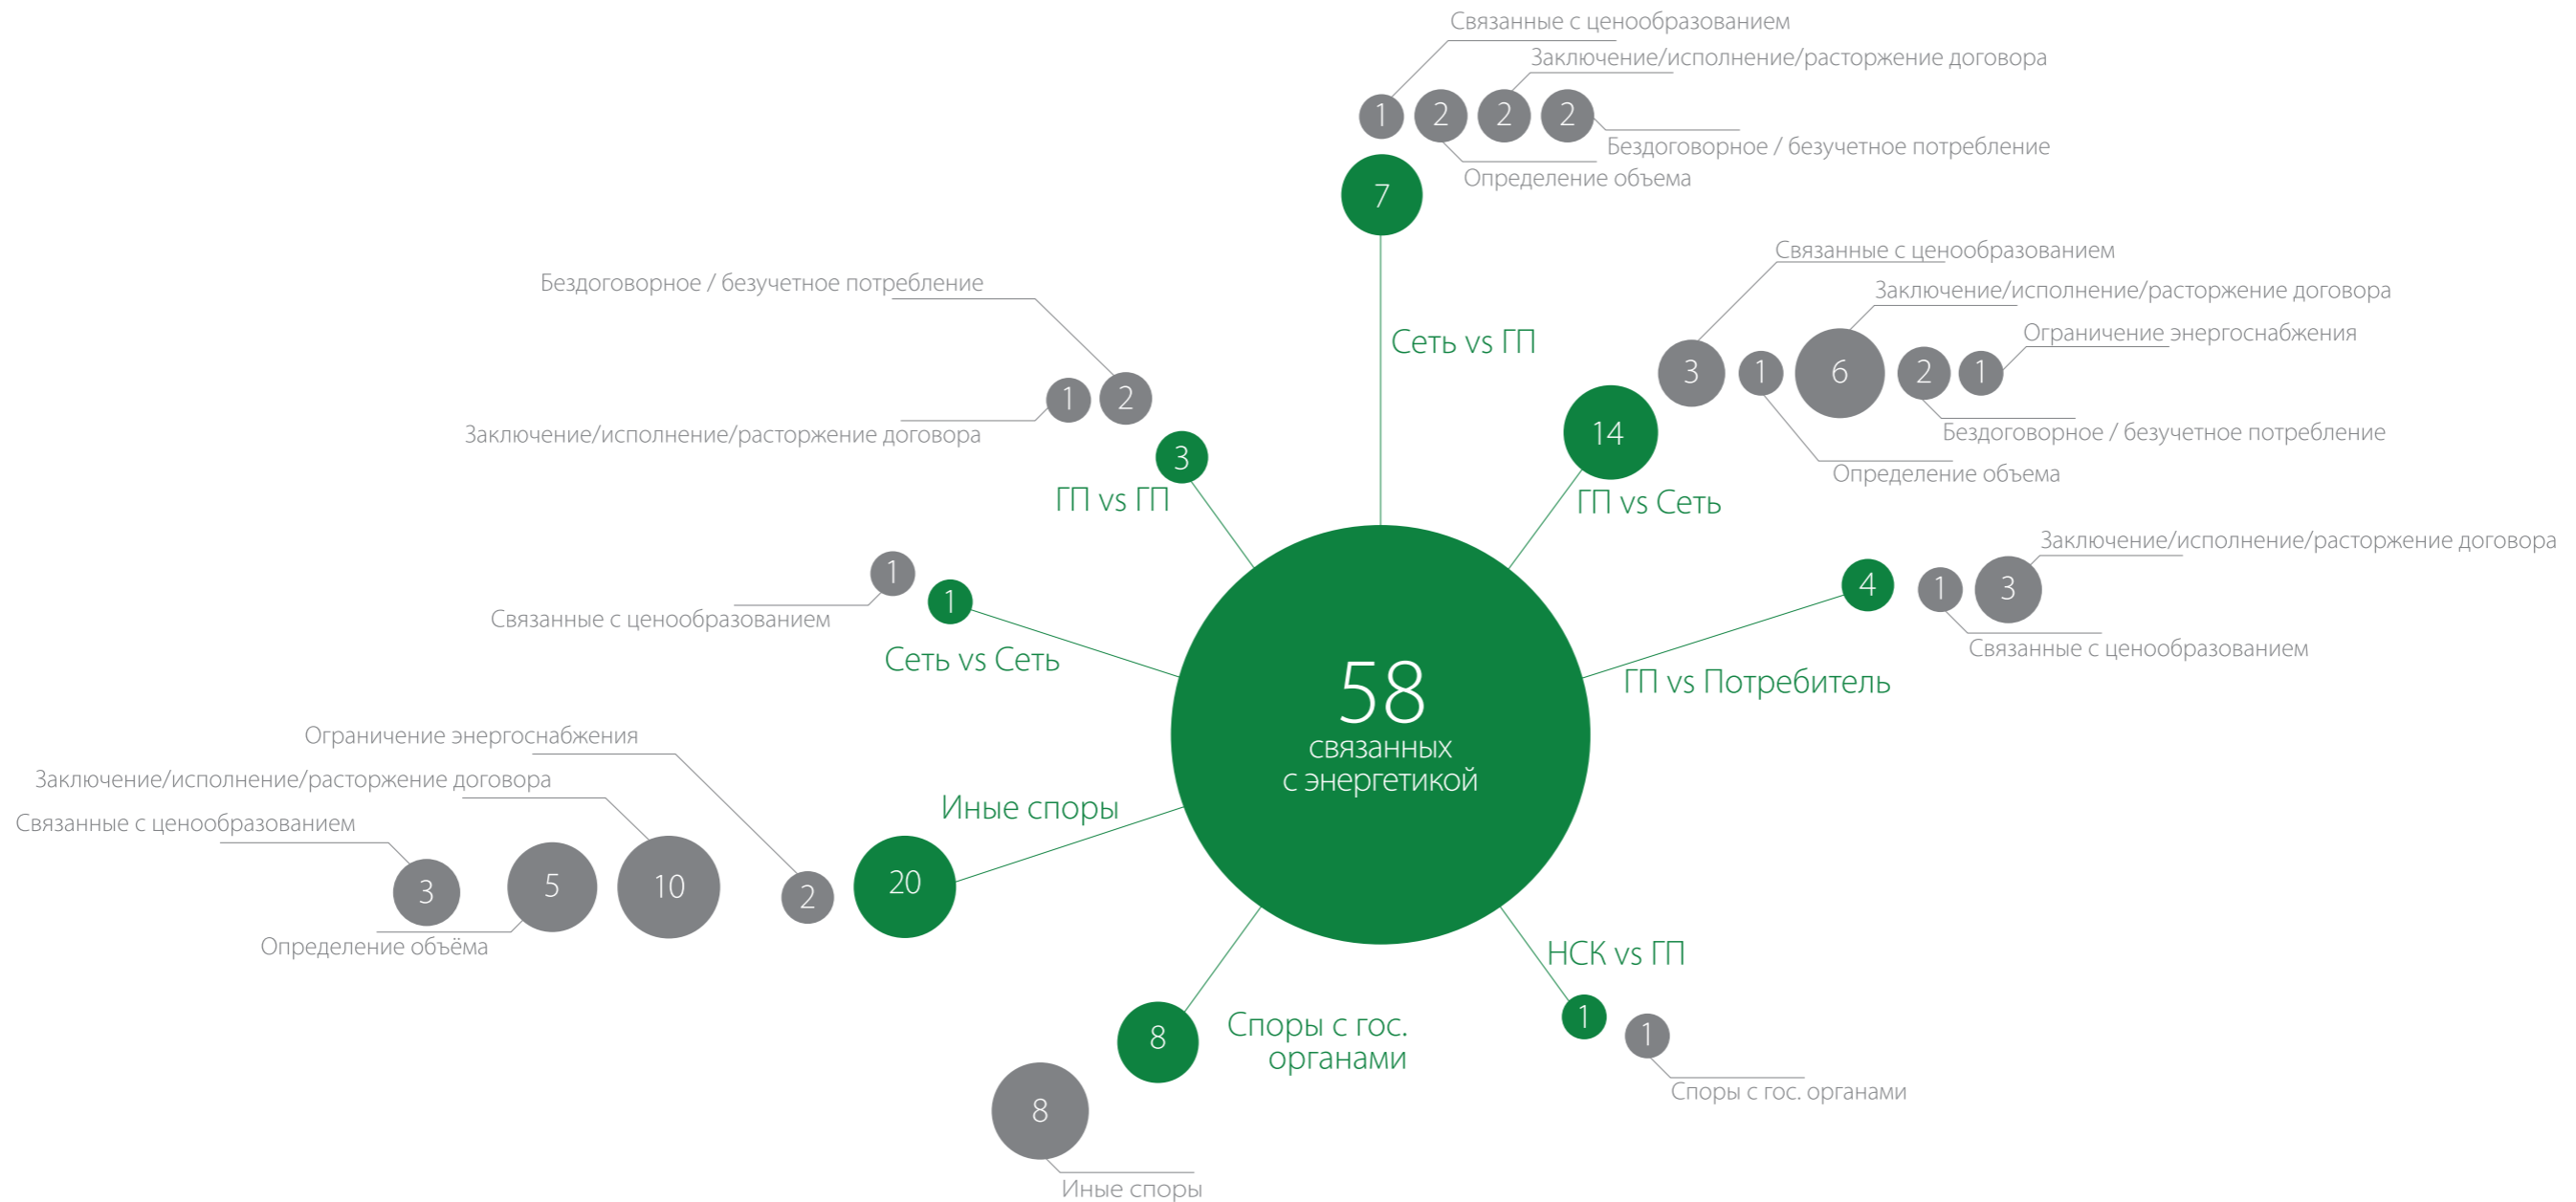 Связанные с ценообразованием
Заключение/исполнение/расторжение договора
1
2
2
2
Бездоговорное / безучетное потребление
Определение объема
7
Сеть vs ГП
Связанные с ценообразованием
Заключение/исполнение/расторжение договора
Ограничение энергоснабжения
3
1
6
2
1
Бездоговорное / безучетное потребление
Определение объема
14
ГП vs Сеть
Бездоговорное / безучетное потребление
1
2
Заключение/исполнение/расторжение договора
3
ГП vs ГП
Заключение/исполнение/расторжение договора
4
1
3
Связанные с ценообразованием
ГП vs Потребитель
1
1
Связанные с ценообразованием
Сеть vs Сеть
58
связанных
с энергетикой
Ограничение энергоснабжения
Заключение/исполнение/расторжение договора
Связанные с ценообразованием
Иные споры
3
5
10
2
20
Определение объёма
НСК vs ГП
1
1
Споры с гос. органами
Споры с гос.
органами
8
8
Иные споры